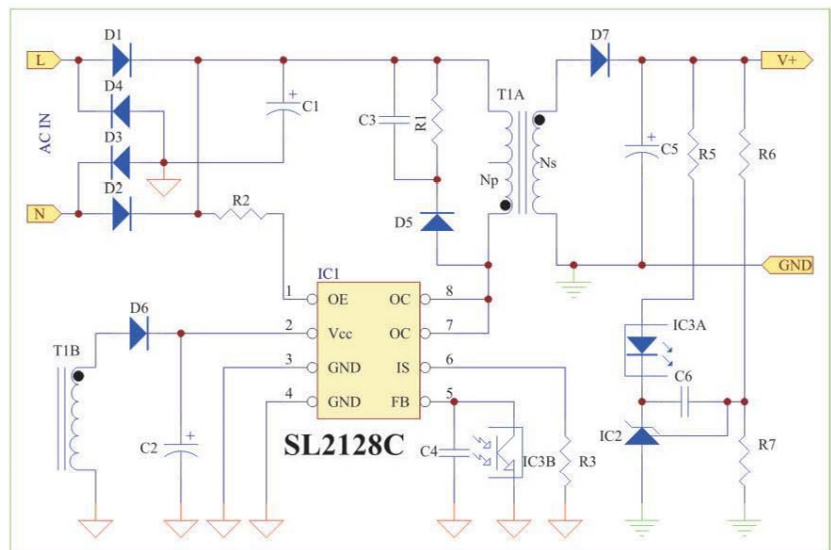 D1
L
D4
C1
AC IN
D3
D2
N
R2
C3
R1
D5
T1A
Np
Ns
D7
V+
C5
R5
R6
GND
IC1
1
OE
OC
8
2
Vcc
OC
7
3
GND
IS
6
4
GND
FB
5
SL2128C
D6
T1B
C2
C4
IC3B
R3
IC3A
C6
IC2
R7